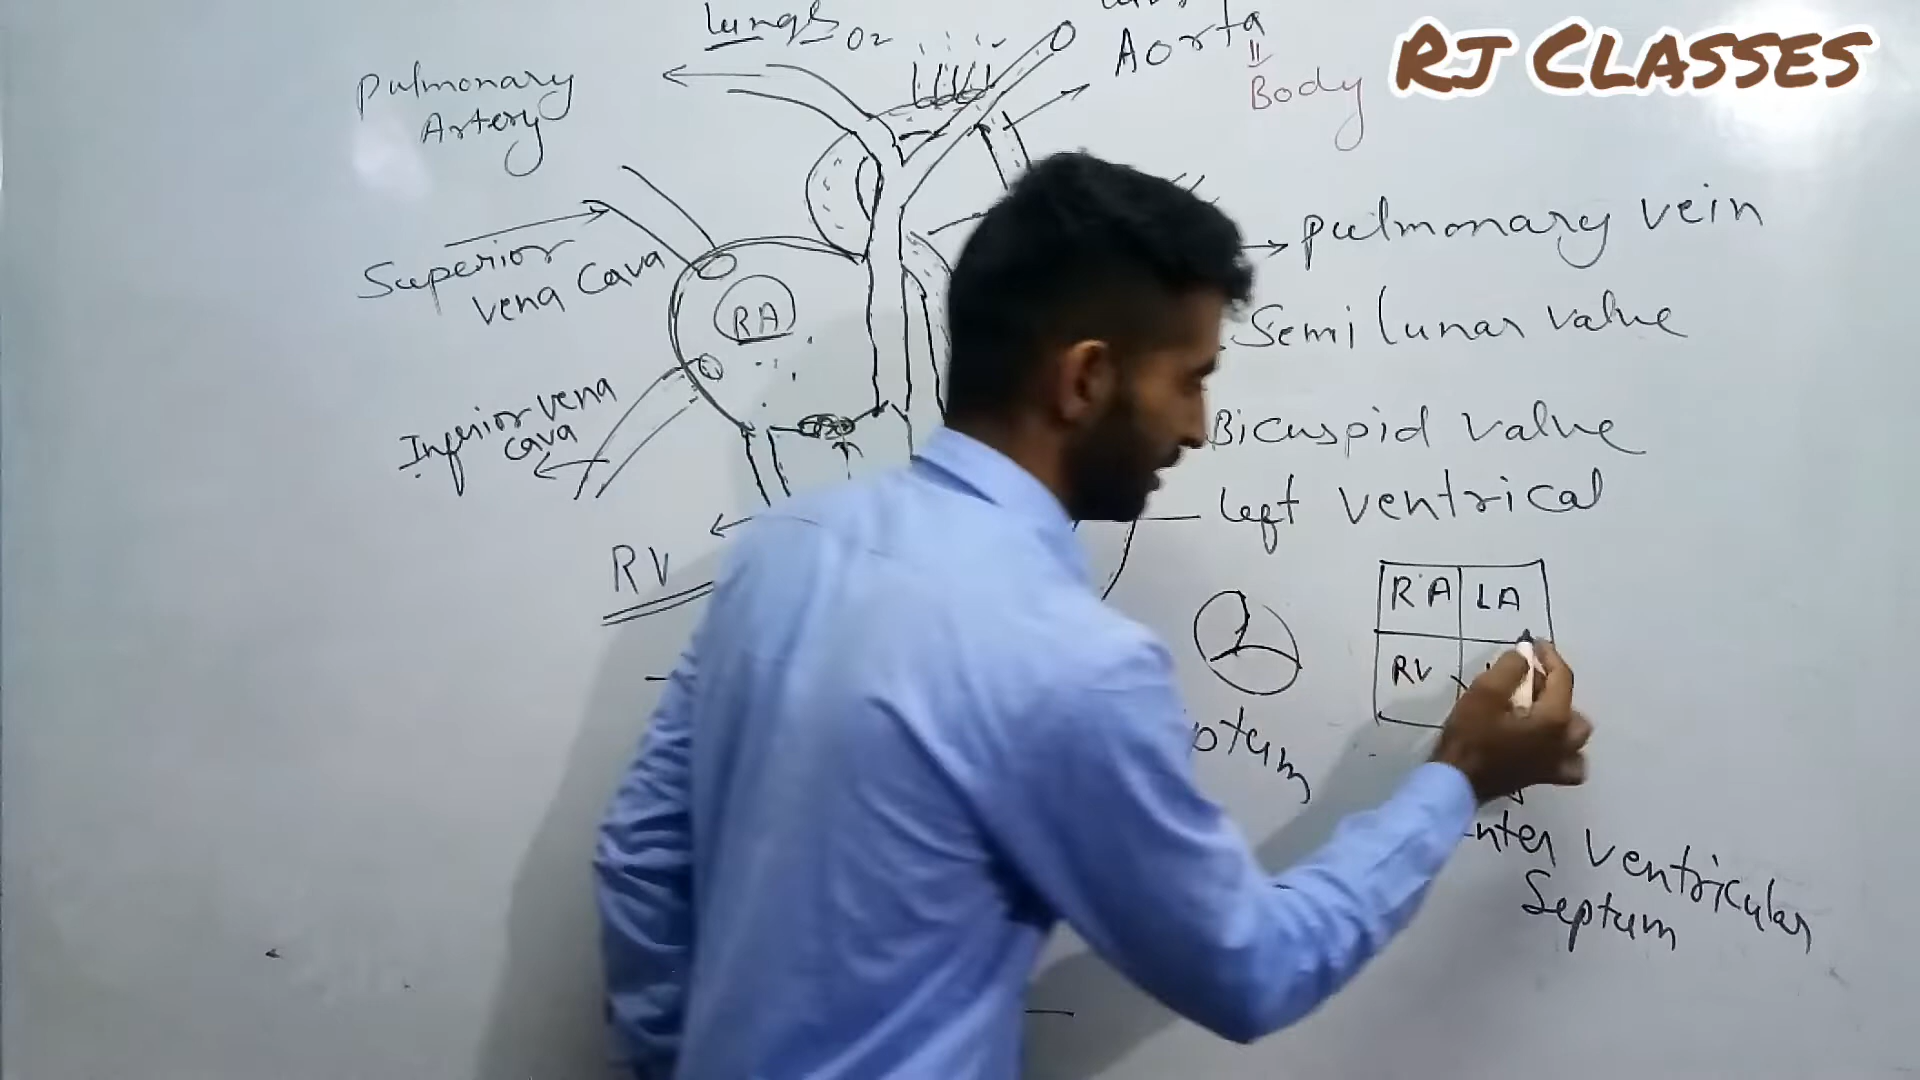 RJ CLASSES
Lungs O2
Aorta
Body
Pulmonary
Artery
Pulmonary vein
Superior
vena Cava
RA
Semi lunar valve
Inferior vena
cava
Bicuspid valve
Left ventrical
RV
RA LA
RV
Ventricular
Septum